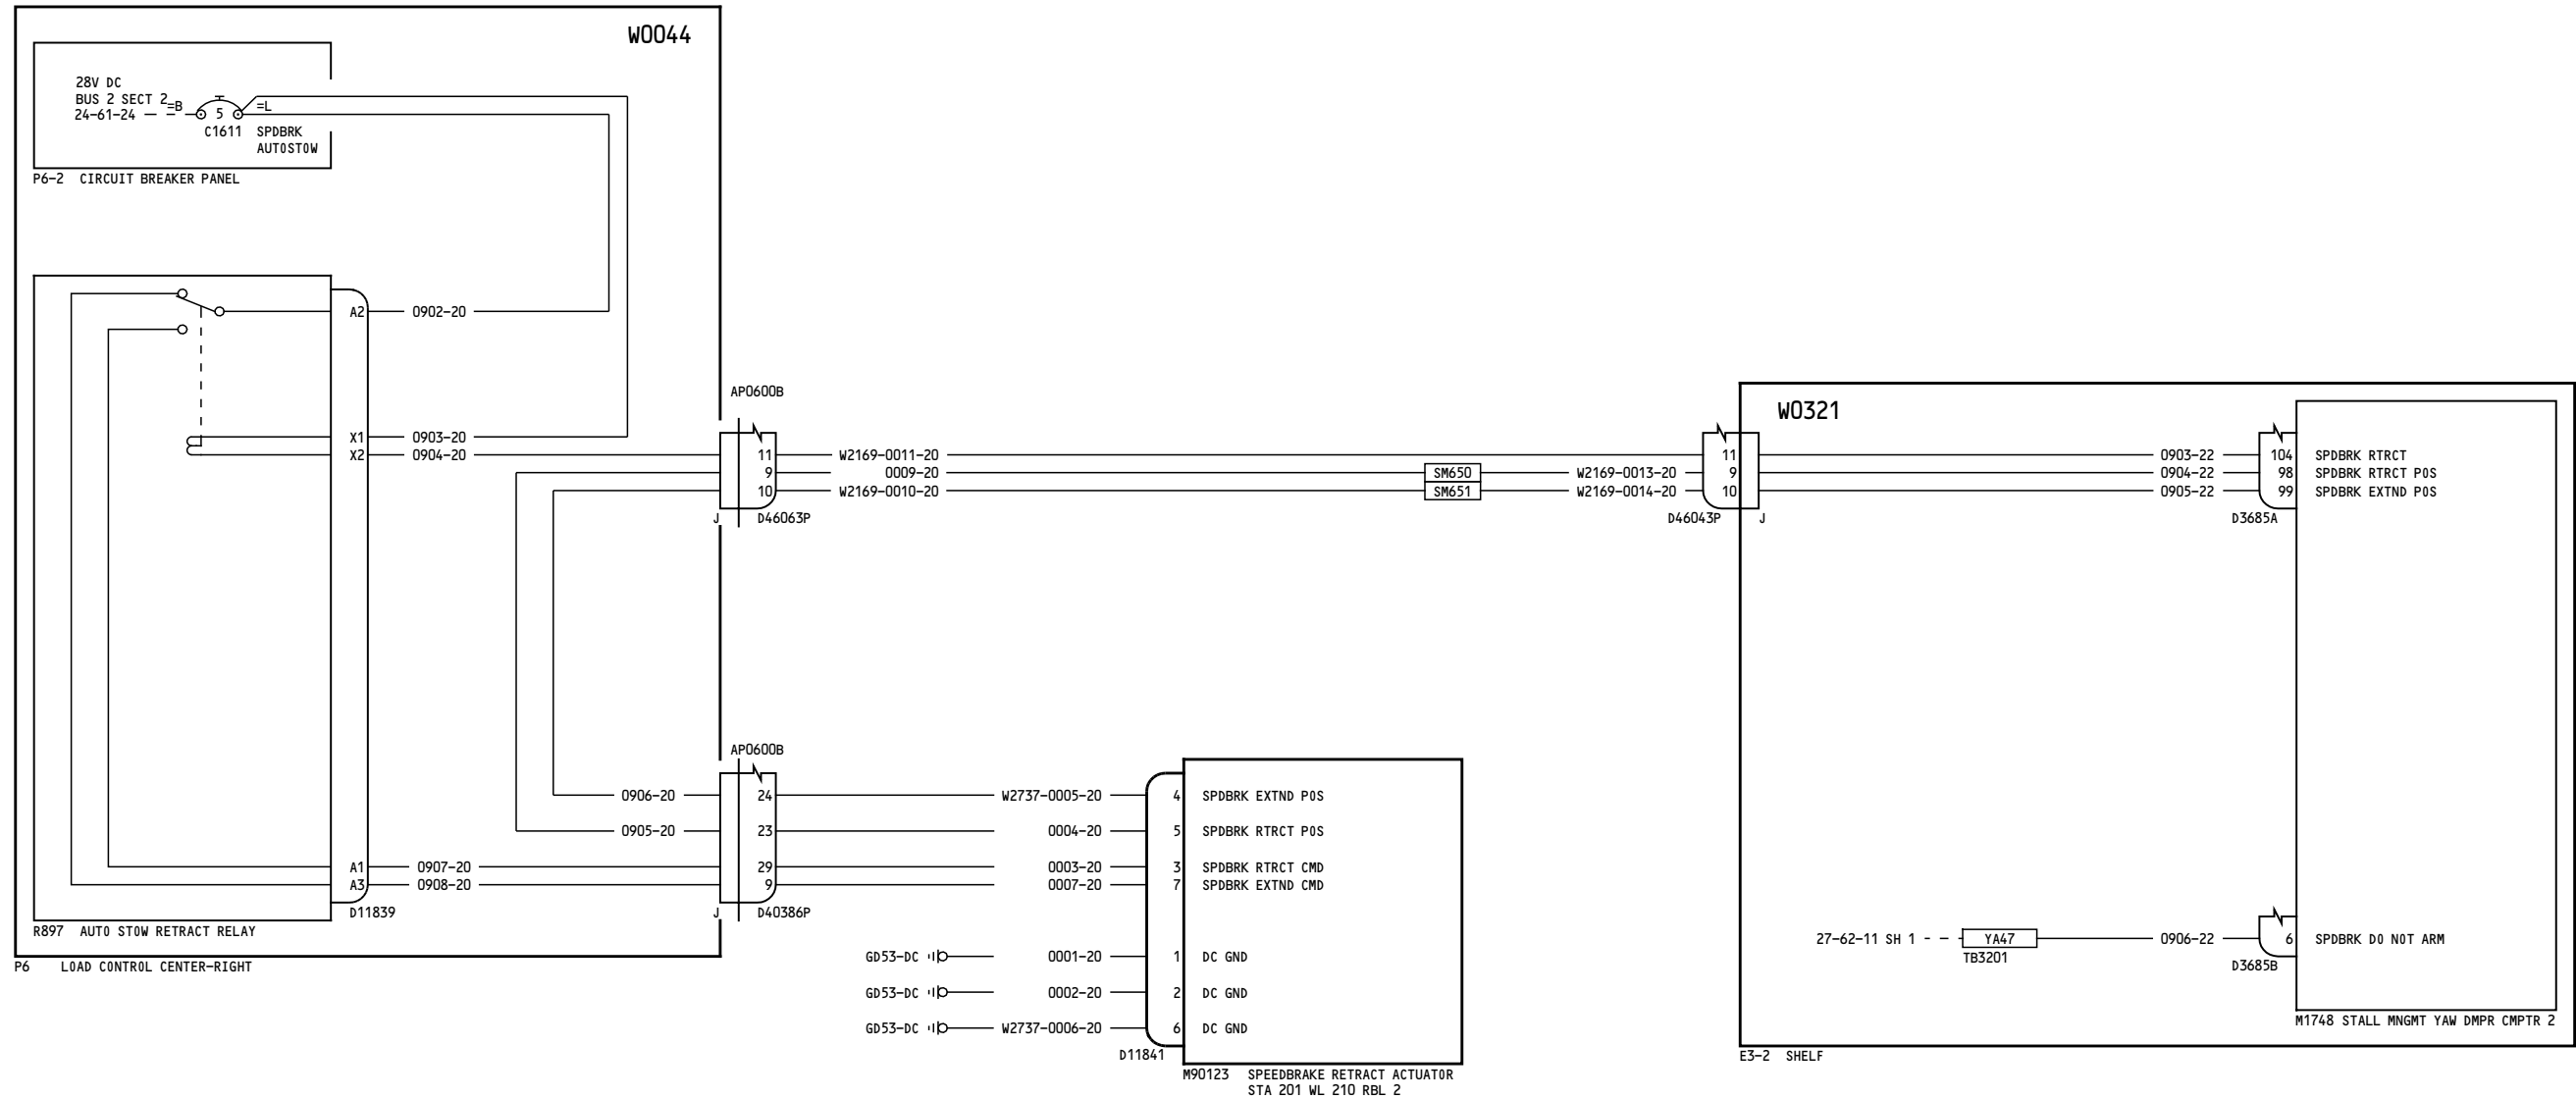 W0044
28V DC
BUS 2 SECT 2
24-61-24
=B
5
=L
C1611
SPDBRK
AUTOSTOW
P6-2 CIRCUIT BREAKER PANEL
A2 0902-20
X1 0903-20
X2 0904-20
A1 0907-20
A3 0908-20
D11839
R897 AUTO STOW RETRACT RELAY
P6 LOAD CONTROL CENTER-RIGHT
0906-20
0905-20
AP0600B
11 W2169-0011-20
9 0009-20
10 W2169-0010-20
J D46063P
SM650 W2169-0013-20
SM651 W2169-0014-20
11
9
10
D46043P J
AP0600B
24 W2737-0005-20 4 SPDBRK EXTND POS
23 0004-20 5 SPDBRK RTRCT POS
29 0003-20 3 SPDBRK RTRCT CMD
9 0007-20 7 SPDBRK EXTND CMD
J D40386P
GD53-DC 0001-20 1 DC GND
GD53-DC 0002-20 2 DC GND
GD53-DC W2737-0006-20 6 DC GND
D11841
M90123 SPEEDBRAKE RETRACT ACTUATOR
STA 201 WL 210 RBL 2
W0321
0903-22 104 SPDBRK RTRCT
0904-22 98 SPDBRK RTRCT POS
0905-22 99 SPDBRK EXTND POS
D3685A
27-62-11 SH 1 YA47 0906-22 6 SPDBRK DO NOT ARM
TB3201
D3685B
M1748 STALL MNGMT YAW DMPR CMPTR 2
E3-2 SHELF